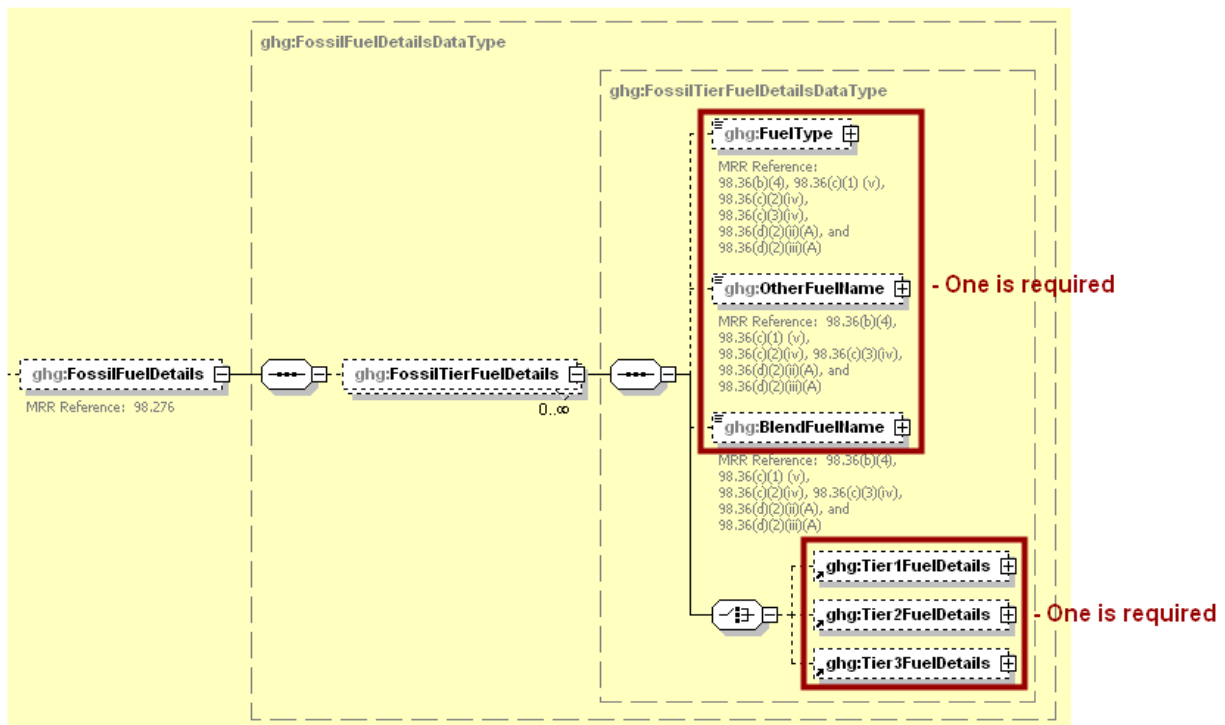 ghg:FossilFuelDetailsDataType
ghg:FossilTierFuelDetailsDataType
ghg:FuelType
MRR Reference:
98.36(b)(4), 98.36(c)(1) (v),
98.36(c)(2)(iv),
98.36(c)(3)(iv),
98.36(d)(2)(ii)(A), and
98.36(d)(2)(iii)(A)
ghg:OtherFuelName
- One is required
MRR Reference: 98.36(b)(4),
98.36(c)(1) (v),
98.36(c)(2)(iv), 98.36(c)(3)(iv),
98.36(d)(2)(ii)(A), and
98.36(d)(2)(iii)(A)
ghg:FossilFuelDetails
MRR Reference: 98.276
ghg:FossilTierFuelDetails
0..∞
ghg:BlendFuelName
MRR Reference: 98.36(b)(4),
98.36(c)(1) (v),
98.36(c)(2)(iv), 98.36(c)(3)(iv),
98.36(d)(2)(ii)(A), and
98.36(d)(2)(iii)(A)
ghg:Tier1FuelDetails
ghg:Tier2FuelDetails
- One is required
ghg:Tier3FuelDetails